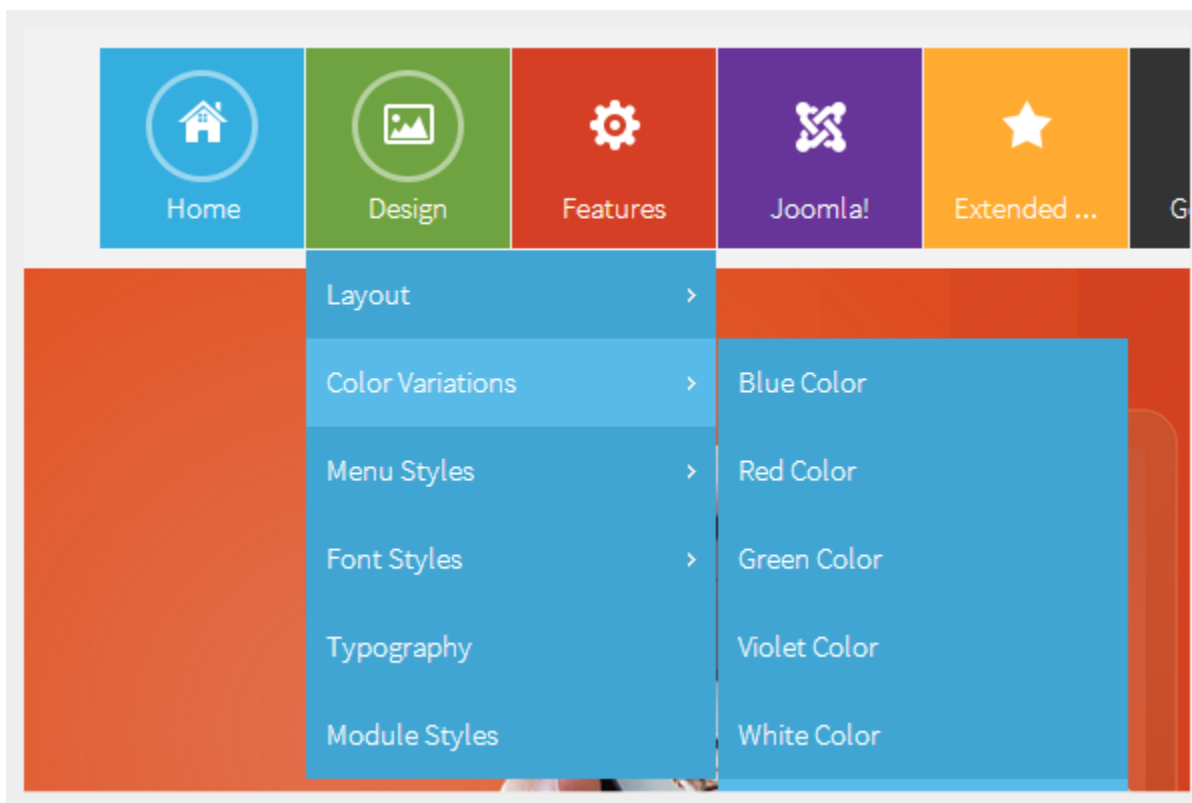 Home
Design
Features
Joomla!
Extended ...
G
Layout
Color Variations
Menu Styles
Font Styles
Typography
Module Styles
Blue Color
Red Color
Green Color
Violet Color
White Color